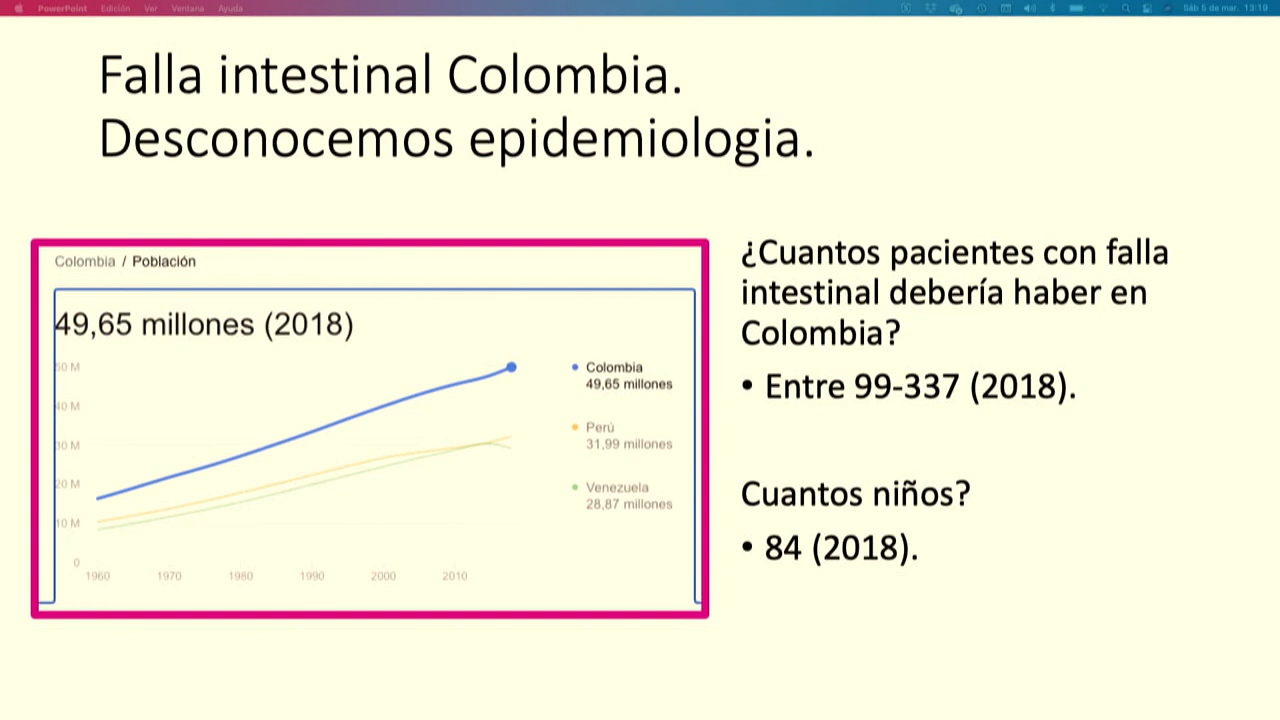 PowerPoint Edición Ver Ventana Ayuda
Sáb 5 de mar. 13:19
Falla intestinal Colombia.
Desconocemos epidemiologia.
Colombia / Población
49,65 millones (2018)
50 M
40 M
30 M
20 M
10 M
0
1960 1970 1980 1990 2000 2010
Colombia
49,65 millones
Perú
31,99 millones
Venezuela
28,87 millones
¿Cuantos pacientes con falla
intestinal debería haber en
Colombia?
• Entre 99-337 (2018).
Cuantos niños?
• 84 (2018).